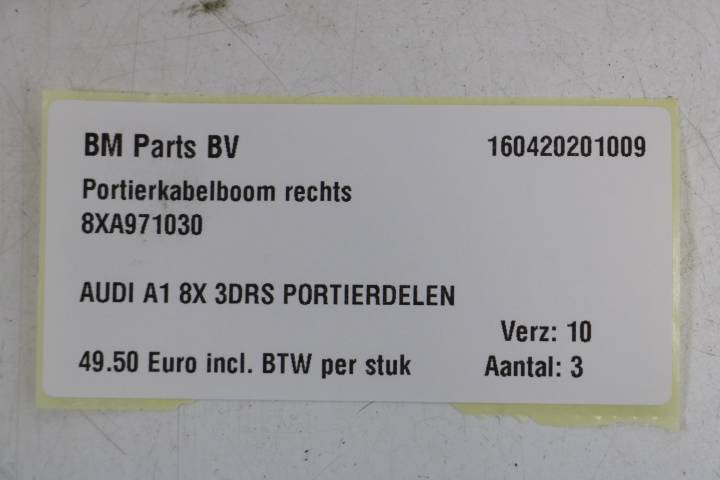 BM Parts BV 160420201009
Portierkabelboom rechts
8XA971030
AUDI A1 8X 3DRS PORTIERDELEN
Verz: 10
49.50 Euro incl. BTW per stuk Aantal: 3